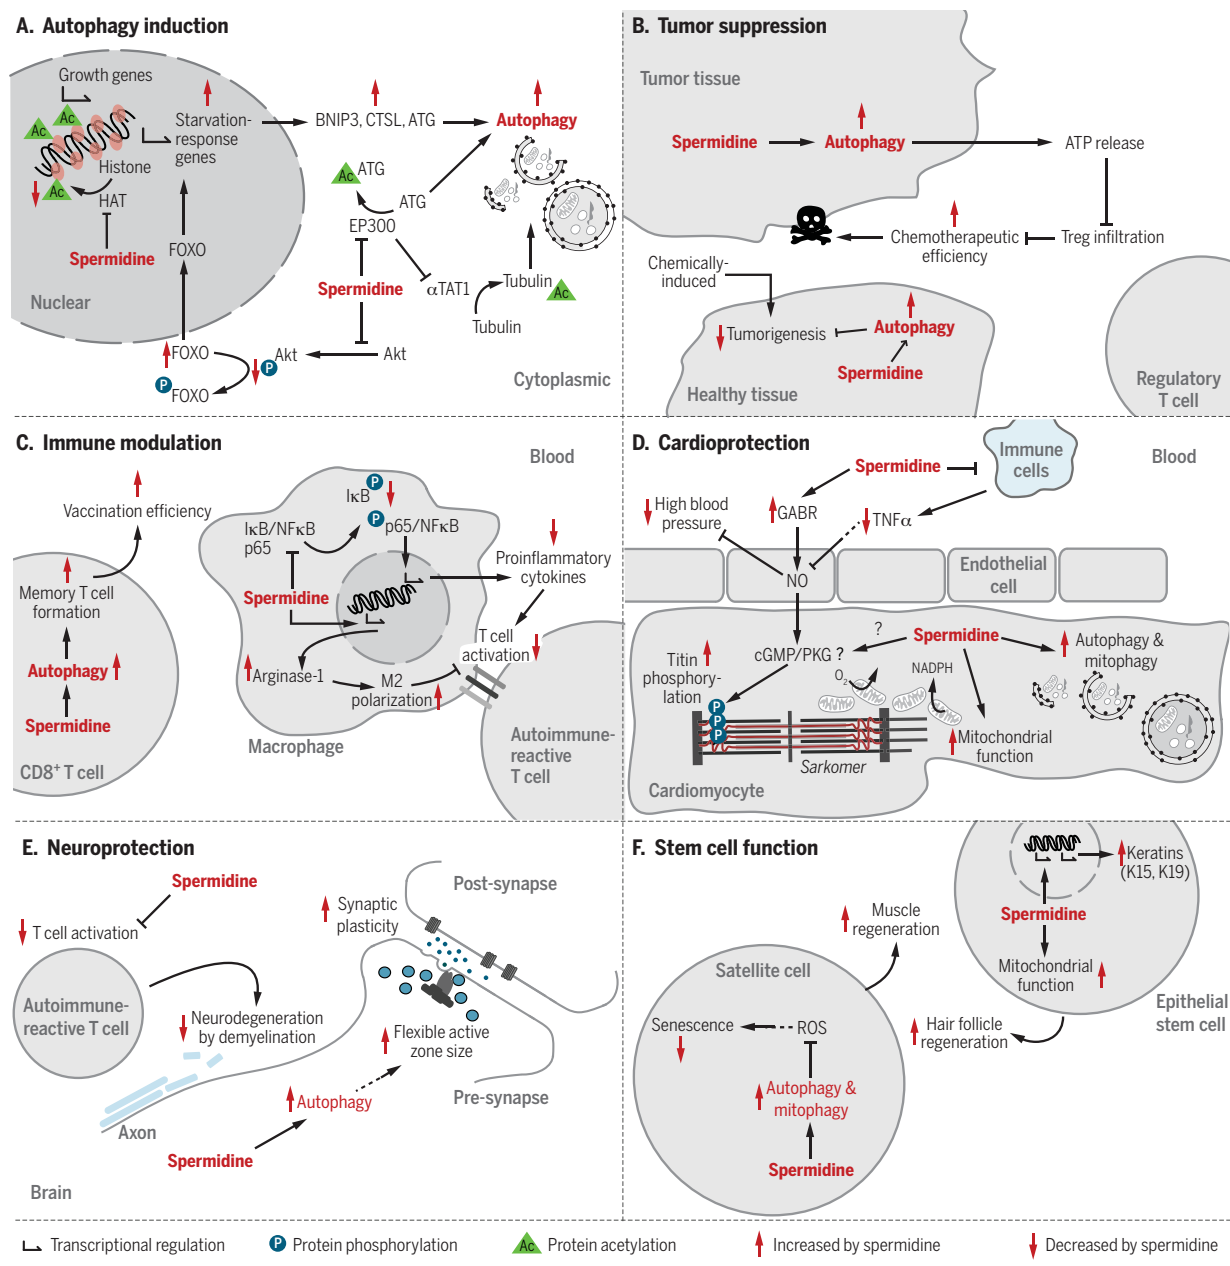 A. Autophagy induction
Growth genes
Ac
Ac
Starvation-
response
genes
BNIP3, CTSL, ATG
Autophagy
Histone
Ac
HAT
Ac
ATG
ATG
EP300
Spermidine
FOXO
Spermidine
αTAT1
Tubulin
Ac
Nuclear
Tubulin
FOXO
P
Akt
Akt
P
FOXO
Cytoplasmic
B. Tumor suppression
Tumor tissue
Spermidine
Autophagy
ATP release
Chemotherapeutic
efficiency
Treg infiltration
Chemically-
induced
Tumorigenesis
Autophagy
Spermidine
Healthy tissue
Regulatory
T cell
C. Immune modulation
Blood
Vaccination efficiency
Memory T cell
formation
Autophagy
Spermidine
CD8+ T cell
P
IκB
IκB/NFκB
p65
P
p65/NFκB
Proinflammatory
cytokines
Spermidine
T cell
activation
Arginase-1
M2
polarization
Macrophage
Autoimmune-
reactive
T cell
D. Cardioprotection
Immune
cells
Blood
Spermidine
High blood
pressure
GABR
TNFα
Endothelial
cell
NO
?
Spermidine
Autophagy &
mitophagy
cGMP/PKG ?
Titin
phosphory-
lation
O2
NADPH
P
P
P
Mitochondrial
function
Sarkomer
Cardiomyocyte
E. Neuroprotection
Spermidine
Post-synapse
Synaptic
plasticity
T cell activation
Autoimmune-
reactive T cell
Neurodegeneration
by demyelination
Flexible active
zone size
Autophagy
Pre-synapse
Axon
Spermidine
Brain
F. Stem cell function
Keratins
(K15, K19)
Muscle
regeneration
Spermidine
Mitochondrial
function
Satellite cell
Epithelial
stem cell
Senescence
ROS
Hair follicle
regeneration
Autophagy &
mitophagy
Spermidine
Transcriptional regulation
P Protein phosphorylation
Ac Protein acetylation
Increased by spermidine
Decreased by spermidine